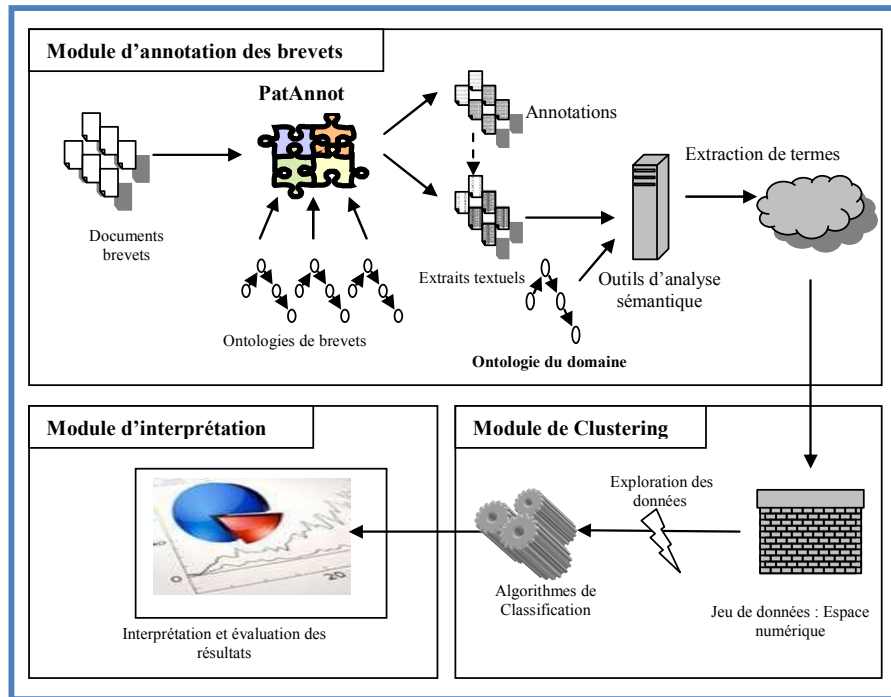 Module d'annotation des brevets
PatAnnot
Annotations
Extraction de termes
Documents
brevets
Extraits textuels
Outils d'analyse
sémantique
Ontologies de brevets
Ontologie du domaine
Module d'interprétation
Module de Clustering
Exploration des
données
0
20
Algorithmes de
Classification
Jeu de données : Espace
numérique
Interprétation et évaluation des
résultats